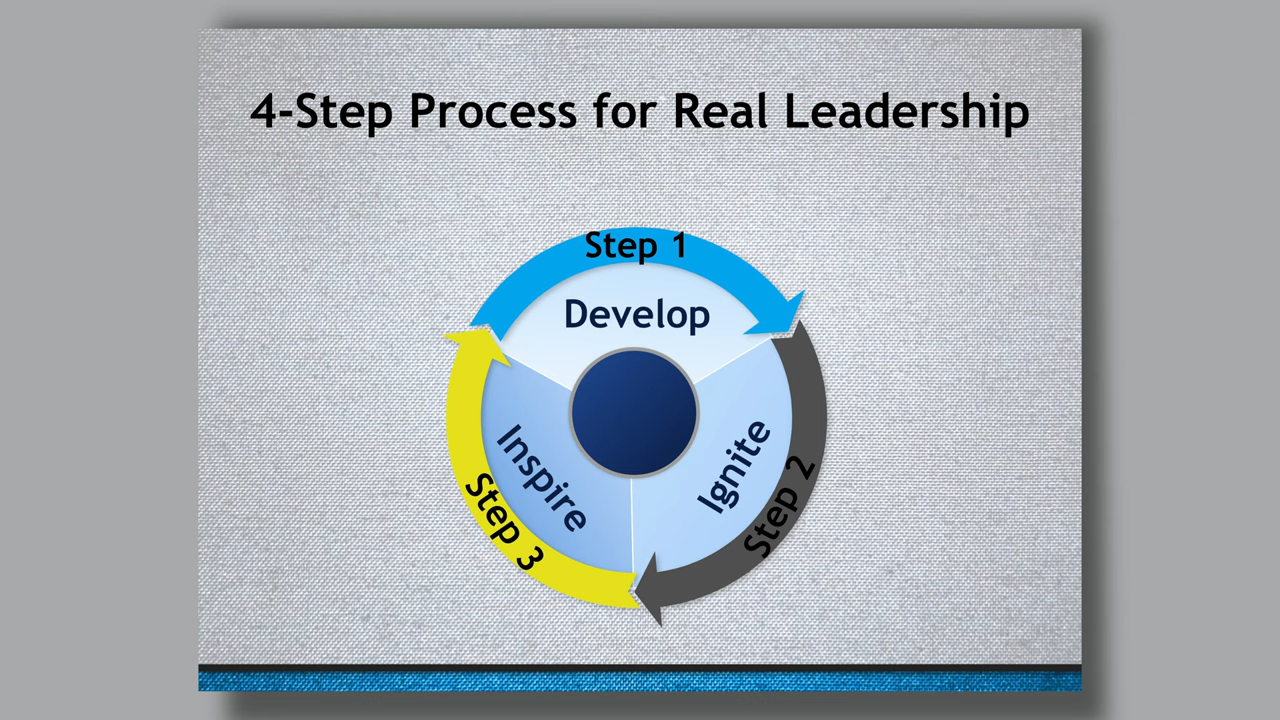 4-Step Process for Real Leadership
Step 1
Develop
Ignite
Step 2
Inspire
Step 3